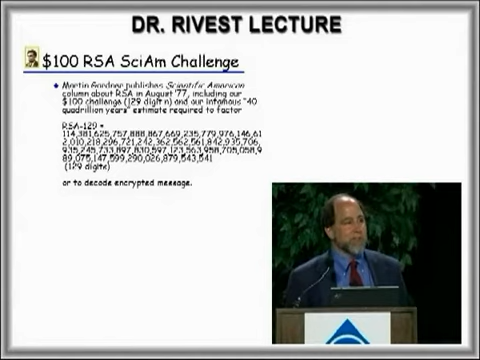 DR. RIVEST LECTURE
$100 RSA SciAm Challenge
Martin Gardner publishes Scientific American
column about RSA in August '77, including our
$100 challenge (129 digit n) and our infamous "40
quadrillion years" estimate required to factor
RSA-129 =
114,381,625,757,888,867,669,235,779,976,146,61
2,010,218,296,721,242,362,562,561,842,935,706,
935,245,733,897,830,597,123,563,958,705,058,9
89,075,147,599,290,026,879,543,541
(129 digits)
or to decode encrypted message.